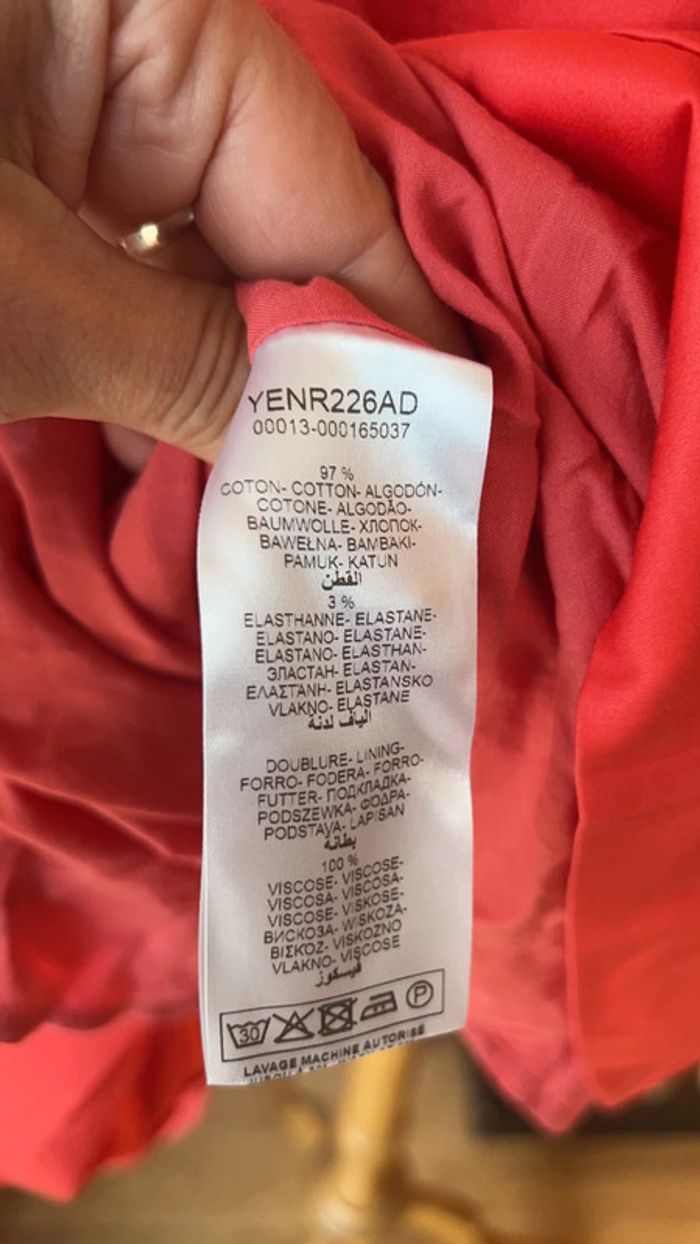 YENR226AD
00013-000165037
97 %
COTON- COTTON- ALGODÓN-
COTONE- ALGODÃO-
BAUMWOLLE- ХЛОПОК-
BAWEŁNA- BAMBAKI-
PAMUK- KATUN
القطن
3 %
ELASTHANNE- ELASTANE-
ELASTANO- ELASTANE-
ELASTANO- ELASTHAN-
ЭЛАСТАН- ELASTAN-
ΕΛΑΣΤΑΝΗ- ELASTANSKO
VLAKNO- ELASTANE
الياف لدنة
DOUBLURE- LINING-
FORRO- FODERA- FORRO-
FUTTER- ПОДКЛАДКА-
PODSZEWKA- ΦΟΔΡΑ-
PODSTAVA- LAPISAN
بطانة
100 %
VISCOSE- VISCOSE-
VISCOSA- VISCOSA-
VISCOSE- VISKOSE-
ВИСКОЗА- WISKOZA-
ΒΙΣΚΟΖ- VISKOZNO
VLAKNO- VISCOSE
فيسكوز
30 P
LAVAGE MACHINE AUTORISÉ